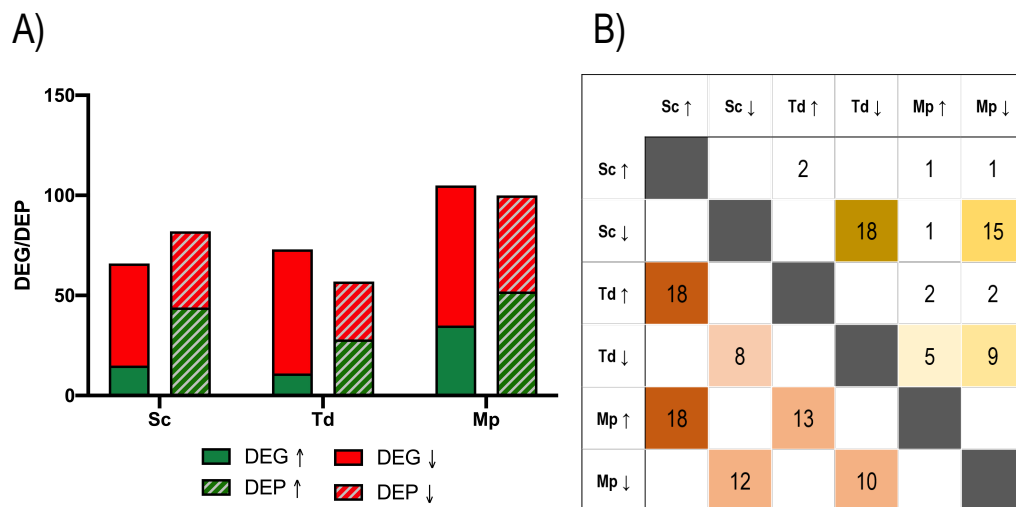 A)
150
100
50
0
DEG/DEP
Sc Td Mp
DEG ↑ DEG ↓
DEP ↑ DEP ↓
B)
Sc ↑ Sc ↓ Td ↑ Td ↓ Mp ↑ Mp ↓
Sc ↑ 2 1 1
Sc ↓ 18 1 15
Td ↑ 18 2 2
Td ↓ 8 5 9
Mp ↑ 18 13
Mp ↓ 12 10